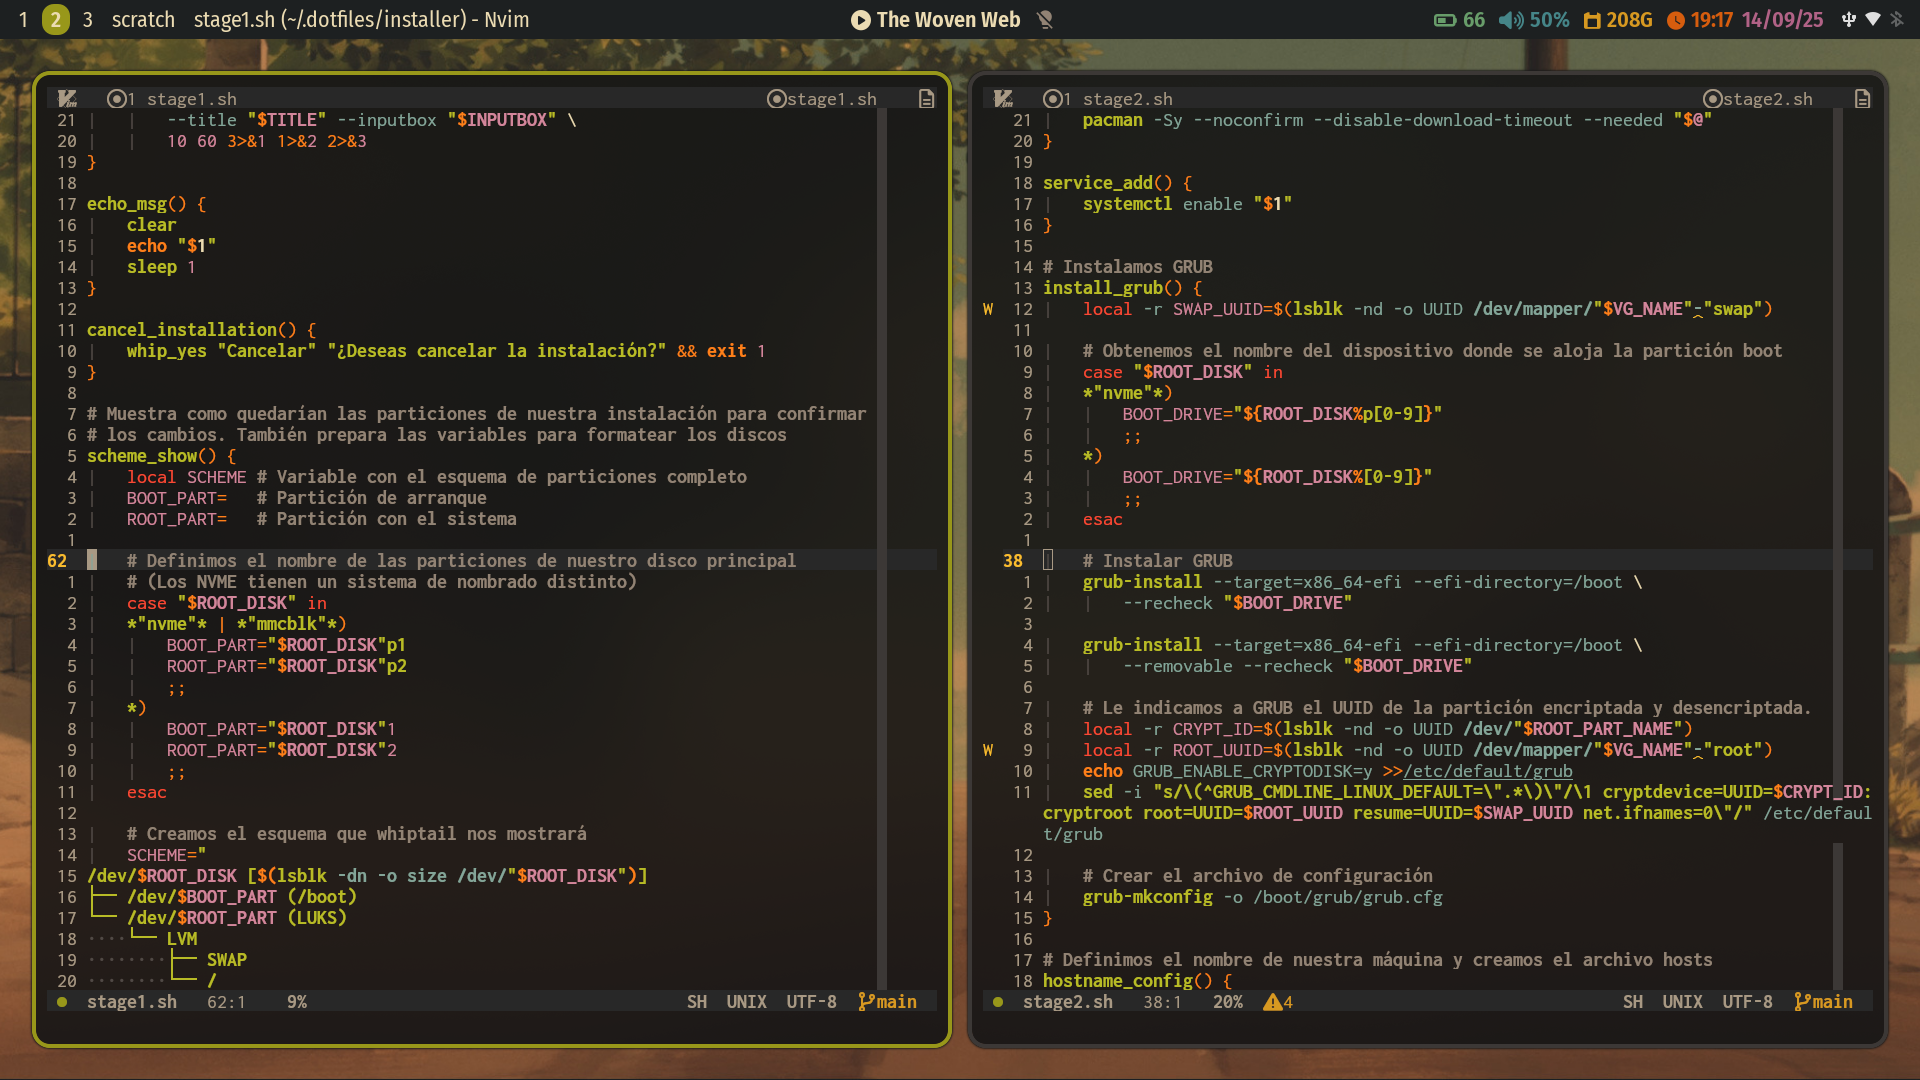 1 2 3 scratch stage1.sh (~/.dotfiles/installer) - Nvim
The Woven Web
66 50% 208G 19:17 14/09/25
1 stage1.sh stage1.sh
21 --title "$TITLE" --inputbox "$INPUTBOX" \
20 10 60 3>&1 1>&2 2>&3
19 }
18
17 echo_msg() {
16 clear
15 echo "$1"
14 sleep 1
13 }
12
11 cancel_installation() {
10 whip_yes "Cancelar" "¿Deseas cancelar la instalación?" && exit 1
9 }
8
7 # Muestra como quedarían las particiones de nuestra instalación para confirmar
6 # los cambios. También prepara las variables para formatear los discos
5 scheme_show() {
4 local SCHEME # Variable con el esquema de particiones completo
3 BOOT_PART= # Partición de arranque
2 ROOT_PART= # Partición con el sistema
1
62 # Definimos el nombre de las particiones de nuestro disco principal
1 # (Los NVME tienen un sistema de nombrado distinto)
2 case "$ROOT_DISK" in
3 *"nvme"* | *"mmcblk"*)
4 BOOT_PART="$ROOT_DISK"p1
5 ROOT_PART="$ROOT_DISK"p2
6 ;;
7 *)
8 BOOT_PART="$ROOT_DISK"1
9 ROOT_PART="$ROOT_DISK"2
10 ;;
11 esac
12
13 # Creamos el esquema que whiptail nos mostrará
14 SCHEME="
15 /dev/$ROOT_DISK [$(lsblk -dn -o size /dev/"$ROOT_DISK")]
16 ├── /dev/$BOOT_PART (/boot)
17 └── /dev/$ROOT_PART (LUKS)
18 ····└── LVM
19 ········├── SWAP
20 ········└── /
stage1.sh 62:1 9% SH UNIX UTF-8 main
1 stage2.sh stage2.sh
21 pacman -Sy --noconfirm --disable-download-timeout --needed "$@"
20 }
19
18 service_add() {
17 systemctl enable "$1"
16 }
15
14 # Instalamos GRUB
13 install_grub() {
W 12 local -r SWAP_UUID=$(lsblk -nd -o UUID /dev/mapper/"$VG_NAME"-"swap")
11
10 # Obtenemos el nombre del dispositivo donde se aloja la partición boot
9 case "$ROOT_DISK" in
8 *"nvme"*)
7 BOOT_DRIVE="${ROOT_DISK%p[0-9]}"
6 ;;
5 *)
4 BOOT_DRIVE="${ROOT_DISK%[0-9]}"
3 ;;
2 esac
1
38 # Instalar GRUB
1 grub-install --target=x86_64-efi --efi-directory=/boot \
2 --recheck "$BOOT_DRIVE"
3
4 grub-install --target=x86_64-efi --efi-directory=/boot \
5 --removable --recheck "$BOOT_DRIVE"
6
7 # Le indicamos a GRUB el UUID de la partición encriptada y desencriptada.
8 local -r CRYPT_ID=$(lsblk -nd -o UUID /dev/"$ROOT_PART_NAME")
W 9 local -r ROOT_UUID=$(lsblk -nd -o UUID /dev/mapper/"$VG_NAME"-"root")
10 echo GRUB_ENABLE_CRYPTODISK=y >>/etc/default/grub
11 sed -i "s/\(^GRUB_CMDLINE_LINUX_DEFAULT=\".*\)\"/\1 cryptdevice=UUID=$CRYPT_ID:
cryptroot root=UUID=$ROOT_UUID resume=UUID=$SWAP_UUID net.ifnames=0\"/" /etc/defaul
t/grub
12
13 # Crear el archivo de configuración
14 grub-mkconfig -o /boot/grub/grub.cfg
15 }
16
17 # Definimos el nombre de nuestra máquina y creamos el archivo hosts
18 hostname_config() {
stage2.sh 38:1 20% 4 SH UNIX UTF-8 main